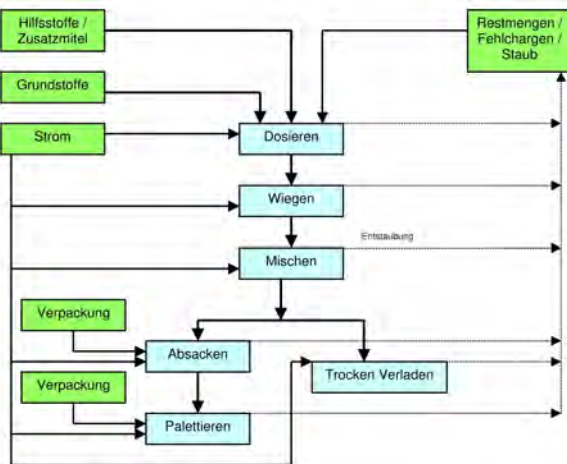 Hilfsstoffe /
Zusatzmitel
Restmengen /
Fehlchargen /
Staub
Grundstoffe
Strom
Dosieren
Wiegen
Entstaubung
Mischen
Verpackung
Absacken
Trocken Verladen
Verpackung
Palettieren